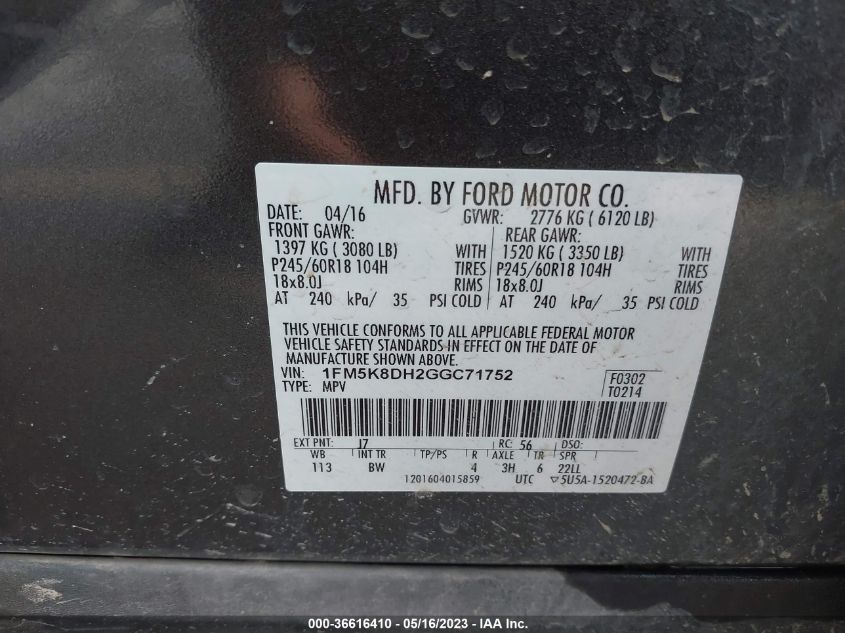 MFD. BY FORD MOTOR CO.
DATE: 04/16 GVWR: 2776 KG ( 6120 LB)
FRONT GAWR: REAR GAWR:
1397 KG ( 3080 LB) WITH 1520 KG ( 3350 LB) WITH
P245/60R18 104H TIRES P245/60R18 104H TIRES
18x8.0J RIMS 18x8.0J RIMS
AT 240 kPa/ 35 PSI COLD AT 240 kPa/ 35 PSI COLD
THIS VEHICLE CONFORMS TO ALL APPLICABLE FEDERAL MOTOR
VEHICLE SAFETY STANDARDS IN EFFECT ON THE DATE OF
MANUFACTURE SHOWN ABOVE.
VIN: 1FM5K8DH2GGC71752 F0302
TYPE: MPV T0214
EXT PNT: J7 RC: 56 DSO:
WB INT TR TP/PS R AXLE TR SPR
113 BW 4 3H 6 22LL
1201604015859 UTC ▽5U5A-1520472-BA
000-36616410 - 05/16/2023 - IAA Inc.